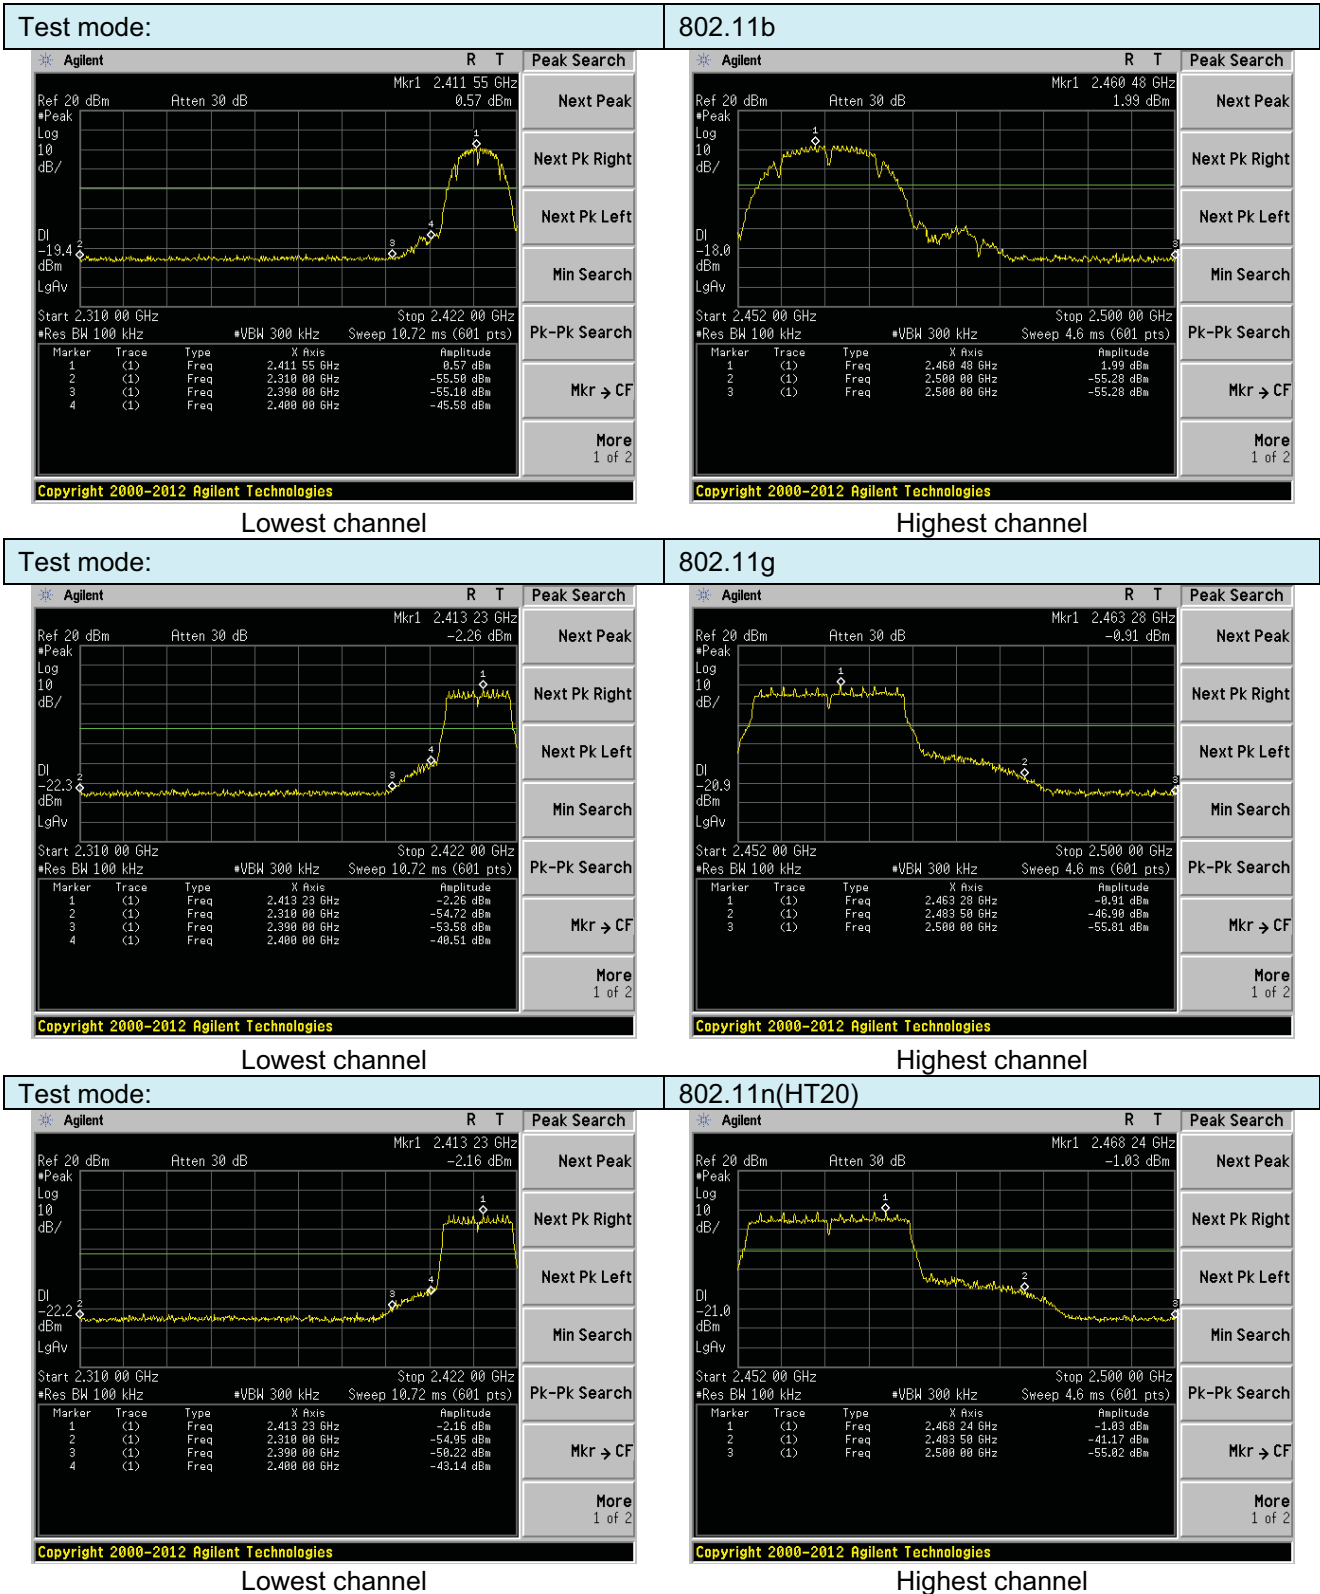 Test mode: 802.11b
Agilent R T Peak Search
Mkr1 2.411 55 GHz
Ref 20 dBm Atten 30 dB 0.57 dBm
#Peak
Log
10
dB/
DI
-19.4
dBm
LgAv
1
2
3
4
Start 2.310 00 GHz Stop 2.422 00 GHz
#Res BW 100 kHz #VBW 300 kHz Sweep 10.72 ms (601 pts)
Marker Trace Type X Axis Amplitude
1 (1) Freq 2.411 55 GHz 0.57 dBm
2 (1) Freq 2.310 00 GHz -55.50 dBm
3 (1) Freq 2.390 00 GHz -55.10 dBm
4 (1) Freq 2.400 00 GHz -45.58 dBm
Next Peak
Next Pk Right
Next Pk Left
Min Search
Pk-Pk Search
Mkr → CF
More
1 of 2
Copyright 2000-2012 Agilent Technologies
Lowest channel
Agilent R T Peak Search
Mkr1 2.460 48 GHz
Ref 20 dBm Atten 30 dB 1.99 dBm
#Peak
Log
10
dB/
DI
-18.0
dBm
LgAv
1
3
Start 2.452 00 GHz Stop 2.500 00 GHz
#Res BW 100 kHz #VBW 300 kHz Sweep 4.6 ms (601 pts)
Marker Trace Type X Axis Amplitude
1 (1) Freq 2.460 48 GHz 1.99 dBm
2 (1) Freq 2.500 00 GHz -55.28 dBm
3 (1) Freq 2.500 00 GHz -55.28 dBm
Next Peak
Next Pk Right
Next Pk Left
Min Search
Pk-Pk Search
Mkr → CF
More
1 of 2
Copyright 2000-2012 Agilent Technologies
Highest channel
Test mode: 802.11g
Agilent R T Peak Search
Mkr1 2.413 23 GHz
Ref 20 dBm Atten 30 dB -2.26 dBm
#Peak
Log
10
dB/
DI
-22.3
dBm
LgAv
1
2
3
4
Start 2.310 00 GHz Stop 2.422 00 GHz
#Res BW 100 kHz #VBW 300 kHz Sweep 10.72 ms (601 pts)
Marker Trace Type X Axis Amplitude
1 (1) Freq 2.413 23 GHz -2.26 dBm
2 (1) Freq 2.310 00 GHz -54.72 dBm
3 (1) Freq 2.390 00 GHz -53.58 dBm
4 (1) Freq 2.400 00 GHz -40.51 dBm
Next Peak
Next Pk Right
Next Pk Left
Min Search
Pk-Pk Search
Mkr → CF
More
1 of 2
Copyright 2000-2012 Agilent Technologies
Lowest channel
Agilent R T Peak Search
Mkr1 2.463 28 GHz
Ref 20 dBm Atten 30 dB -0.91 dBm
#Peak
Log
10
dB/
DI
-20.9
dBm
LgAv
1
2
3
Start 2.452 00 GHz Stop 2.500 00 GHz
#Res BW 100 kHz #VBW 300 kHz Sweep 4.6 ms (601 pts)
Marker Trace Type X Axis Amplitude
1 (1) Freq 2.463 28 GHz -0.91 dBm
2 (1) Freq 2.483 50 GHz -46.90 dBm
3 (1) Freq 2.500 00 GHz -55.81 dBm
Next Peak
Next Pk Right
Next Pk Left
Min Search
Pk-Pk Search
Mkr → CF
More
1 of 2
Copyright 2000-2012 Agilent Technologies
Highest channel
Test mode: 802.11n(HT20)
Agilent R T Peak Search
Mkr1 2.413 23 GHz
Ref 20 dBm Atten 30 dB -2.16 dBm
#Peak
Log
10
dB/
DI
-22.2
dBm
LgAv
1
2
3
4
Start 2.310 00 GHz Stop 2.422 00 GHz
#Res BW 100 kHz #VBW 300 kHz Sweep 10.72 ms (601 pts)
Marker Trace Type X Axis Amplitude
1 (1) Freq 2.413 23 GHz -2.16 dBm
2 (1) Freq 2.310 00 GHz -54.95 dBm
3 (1) Freq 2.390 00 GHz -50.22 dBm
4 (1) Freq 2.400 00 GHz -43.14 dBm
Next Peak
Next Pk Right
Next Pk Left
Min Search
Pk-Pk Search
Mkr → CF
More
1 of 2
Copyright 2000-2012 Agilent Technologies
Lowest channel
Agilent R T Peak Search
Mkr1 2.468 24 GHz
Ref 20 dBm Atten 30 dB -1.03 dBm
#Peak
Log
10
dB/
DI
-21.0
dBm
LgAv
1
2
3
Start 2.452 00 GHz Stop 2.500 00 GHz
#Res BW 100 kHz #VBW 300 kHz Sweep 4.6 ms (601 pts)
Marker Trace Type X Axis Amplitude
1 (1) Freq 2.468 24 GHz -1.03 dBm
2 (1) Freq 2.483 50 GHz -41.17 dBm
3 (1) Freq 2.500 00 GHz -55.02 dBm
Next Peak
Next Pk Right
Next Pk Left
Min Search
Pk-Pk Search
Mkr → CF
More
1 of 2
Copyright 2000-2012 Agilent Technologies
Highest channel